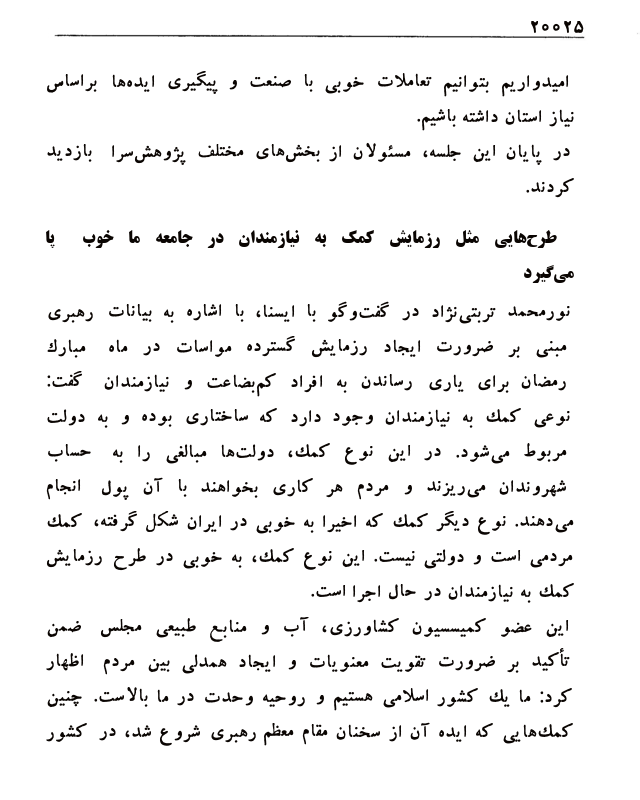 ۲۰۰۲۵
امیدواریم بتوانیم تعاملات خوبی با صنعت و پیگیری ایده‌ها براساس
نیاز استان داشته باشیم.
در پایان این جلسه، مسئولان از بخش‌های مختلف پژوهش‌سرا بازدید
کردند.
طرح‌هایی مثل رزمایش کمک به نیازمندان در جامعه ما خوب پا
می‌گیرد
نورمحمد تربتی‌نژاد در گفت‌وگو با ایسنا، با اشاره به بیانات رهبری
مبنی بر ضرورت ایجاد رزمایش گسترده مواسات در ماه مبارك
رمضان برای یاری رساندن به افراد کم‌بضاعت و نیازمندان گفت:
نوعی کمك به نیازمندان وجود دارد که ساختاری بوده و به دولت
مربوط می‌شود. در این نوع کمك، دولت‌ها مبالغی را به حساب
شهروندان می‌ریزند و مردم هر کاری بخواهند با آن پول انجام
می‌دهند. نوع دیگر کمك که اخیرا به خوبی در ایران شکل گرفته، کمك
مردمی است و دولتی نیست. این نوع کمك، به خوبی در طرح رزمایش
کمك به نیازمندان در حال اجرا است.
این عضو کمیسسیون کشاورزی، آب و منابع طبیعی مجلس ضمن
تأکید بر ضرورت تقویت معنویات و ایجاد همدلی بین مردم اظهار
کرد: ما یك کشور اسلامی هستیم و روحیه وحدت در ما بالاست. چنین
کمك‌هایی که ایده آن از سخنان مقام معظم رهبری شروع شد، در کشور